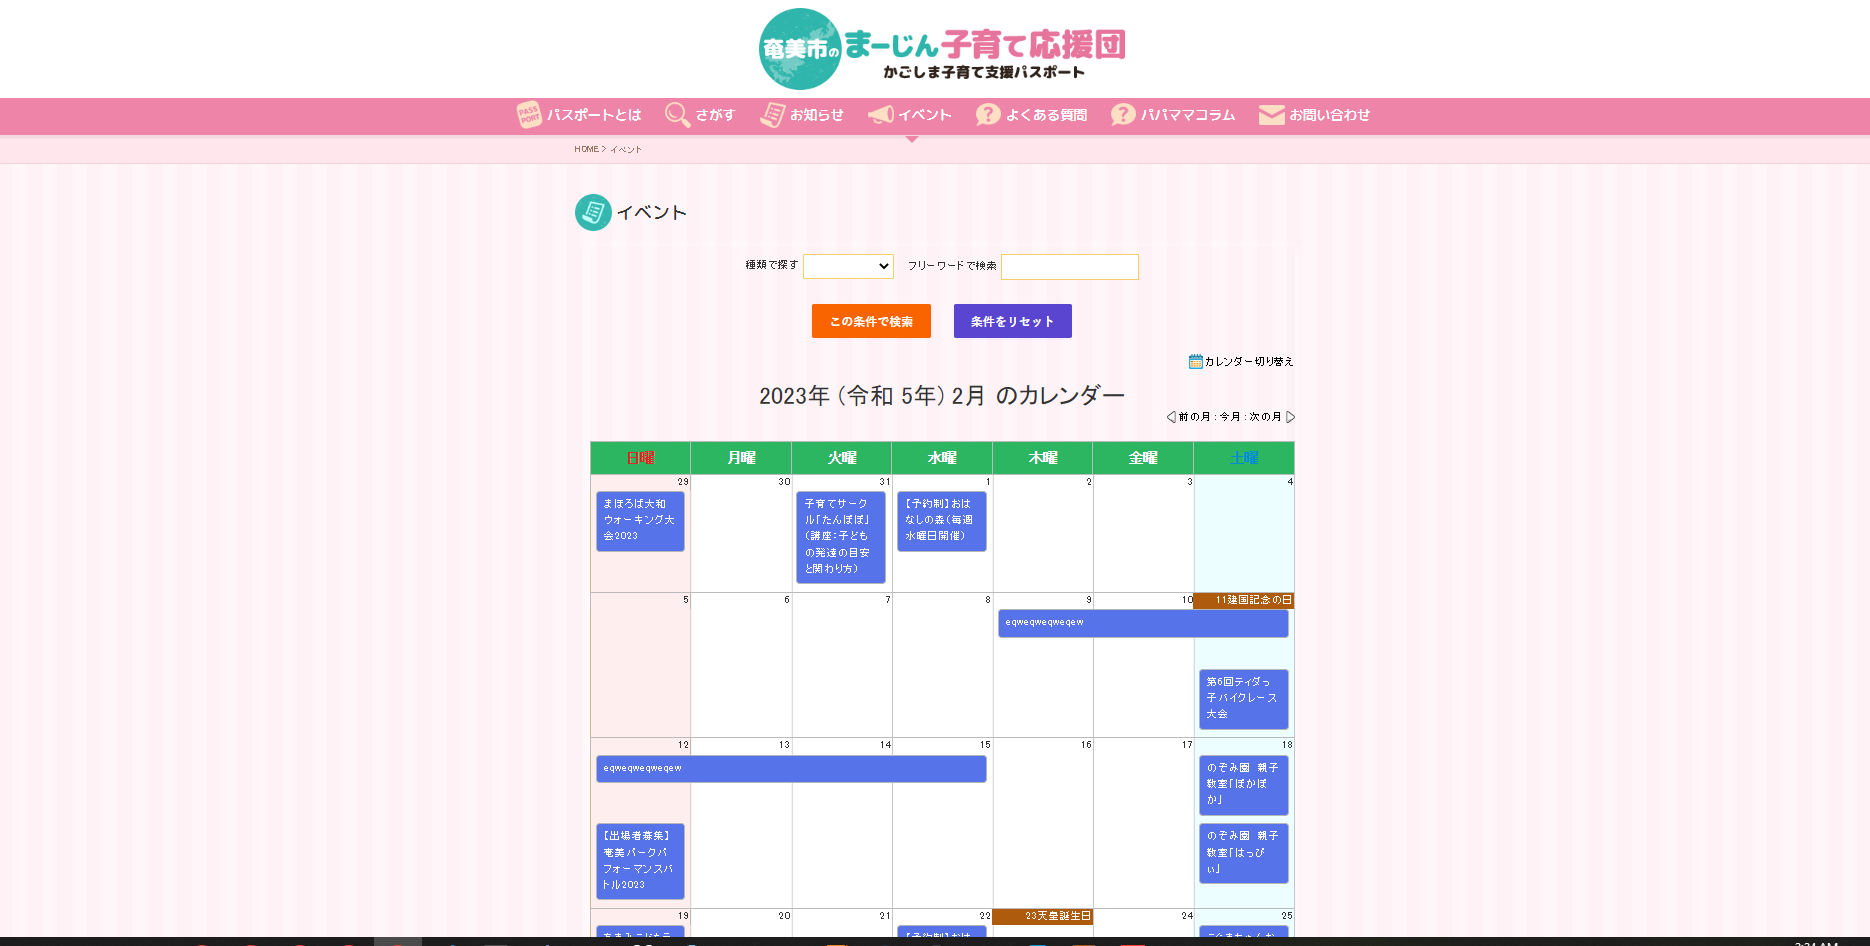 奄美市の まーじん子育て応援団
かごしま子育て支援パスポート
PASS PORT パスポートとは さがす お知らせ イベント よくある質問 パパママコラム お問い合わせ
HOME > イベント
イベント
種類で探す フリーワードで検索
この条件で検索 条件をリセット
カレンダー切り替え
2023年（令和 5年）2月 のカレンダー
前の月：今月：次の月
日曜 月曜 火曜 水曜 木曜 金曜 土曜
29 30 31 1 2 3 4
まほろば大和
ウォーキング大
会2023
子育てサーク
ル「たんぽぽ」
（講座：子ども
の発達の目安
と関わり方）
【予約制】おは
なしの森（毎週
水曜日開催）
5 6 7 8 9 10 11建国記念の日
eqweqweqweqew
第6回ティダっ
子バイクレース
大会
12 13 14 15 16 17 18
eqweqweqweqew
【出場者募集】
奄美パークパ
フォーマンスバ
トル2023
のぞみ園 親子
教室「ぽかぽ
か」
のぞみ園 親子
教室「はっぴ
ぃ」
19 20 21 22 23天皇誕生日 24 25
【予約制】おは